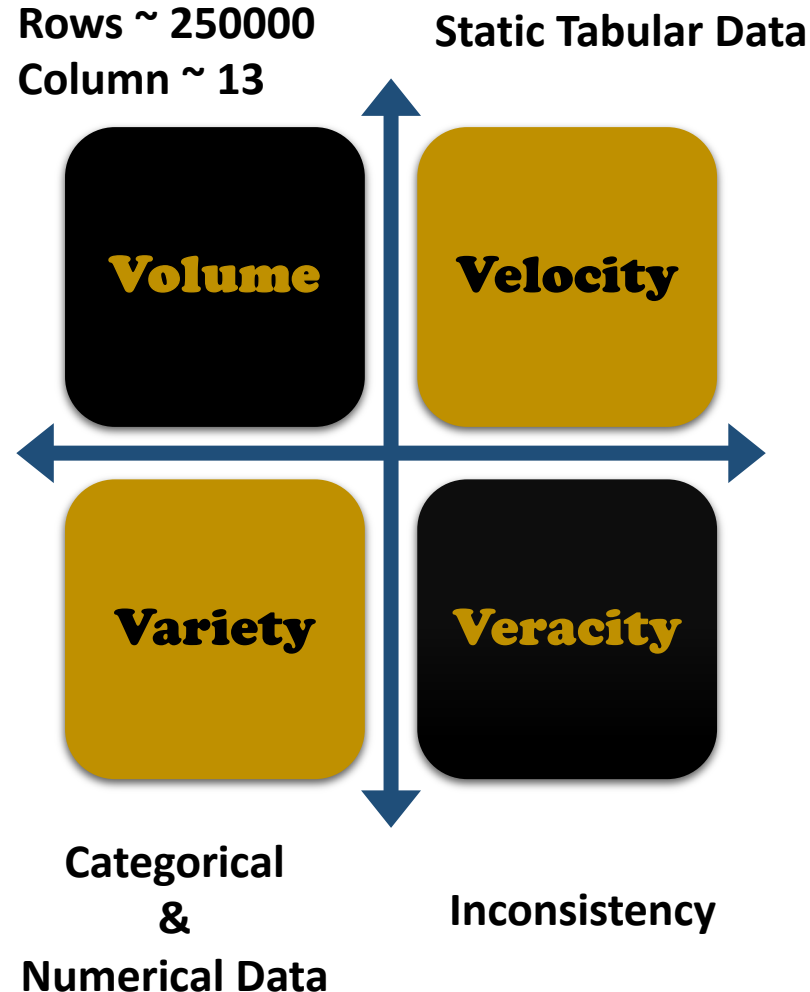 Rows ~ 250000
Column ~ 13
Static Tabular Data
Volume
Velocity
Variety
Veracity
Categorical
&
Numerical Data
Inconsistency